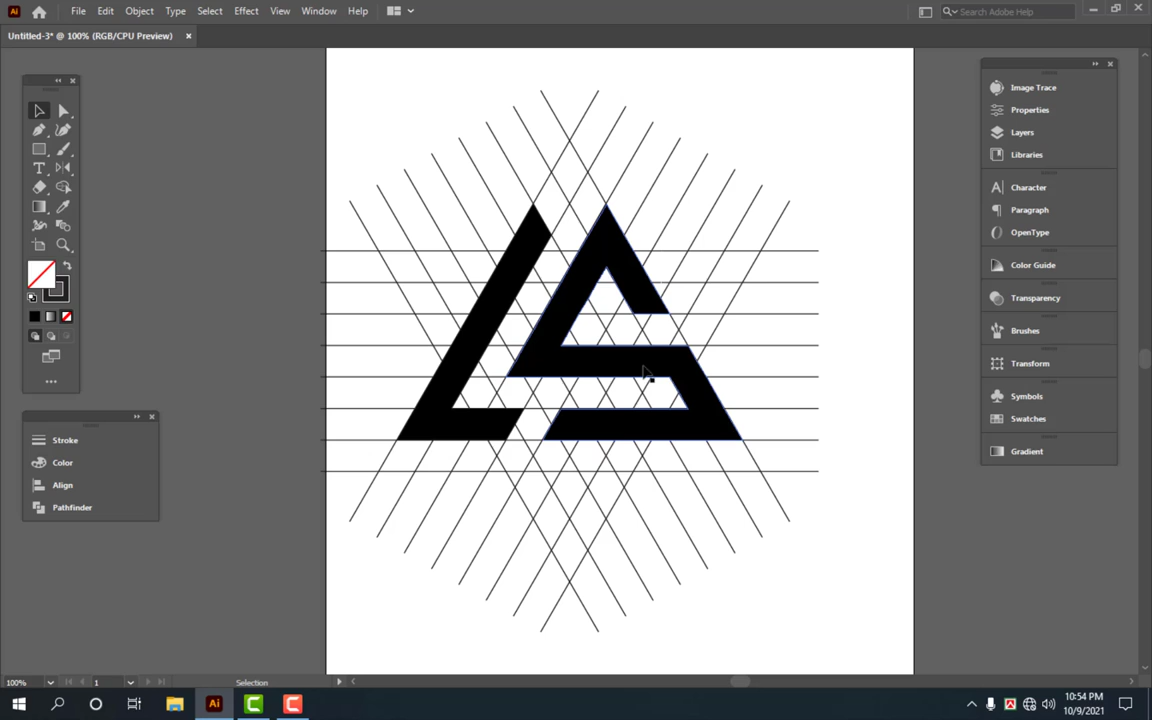 Ai File Edit Object Type Select Effect View Window Help Search Adobe Help
Untitled-3* @ 100% (RGB/CPU Preview)
Image Trace
Properties
Layers
Libraries
Character
Paragraph
OpenType
Color Guide
Transparency
Brushes
Transform
Symbols
Swatches
Gradient
Stroke
Color
Align
Pathfinder
100% 1 Selection
Ai 10:54 PM
10/9/2021